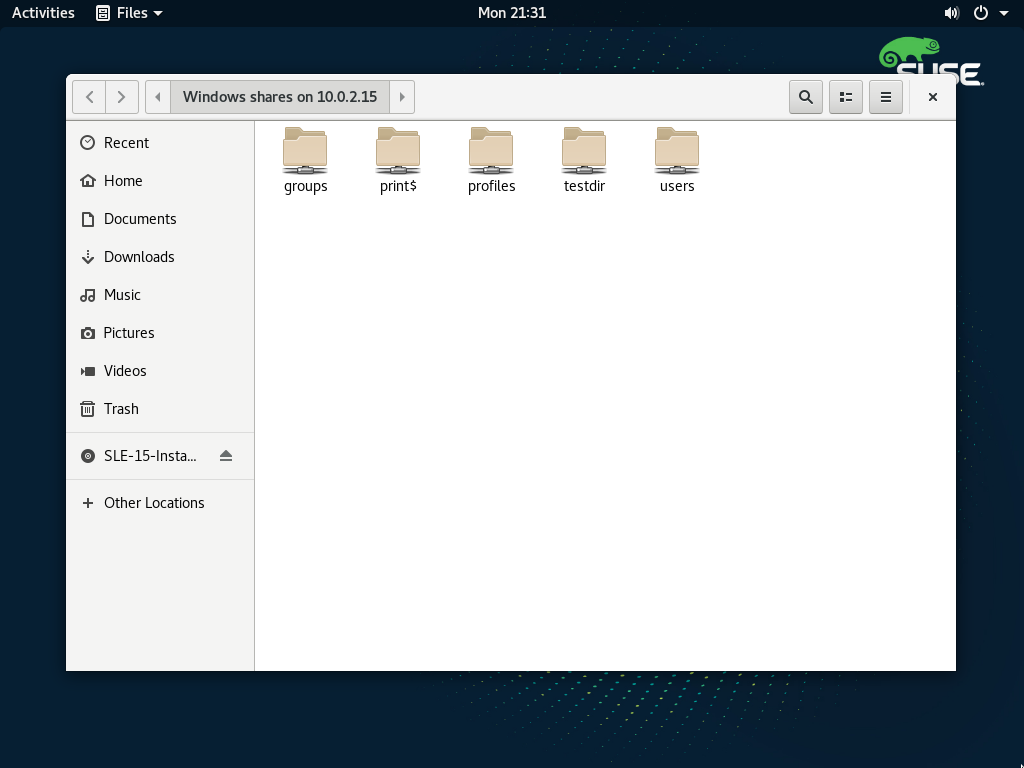 Activities Files Mon 21:31
SUSE
Windows shares on 10.0.2.15
Recent
Home
Documents
Downloads
Music
Pictures
Videos
Trash
SLE-15-Insta...
Other Locations
groups print$ profiles testdir users